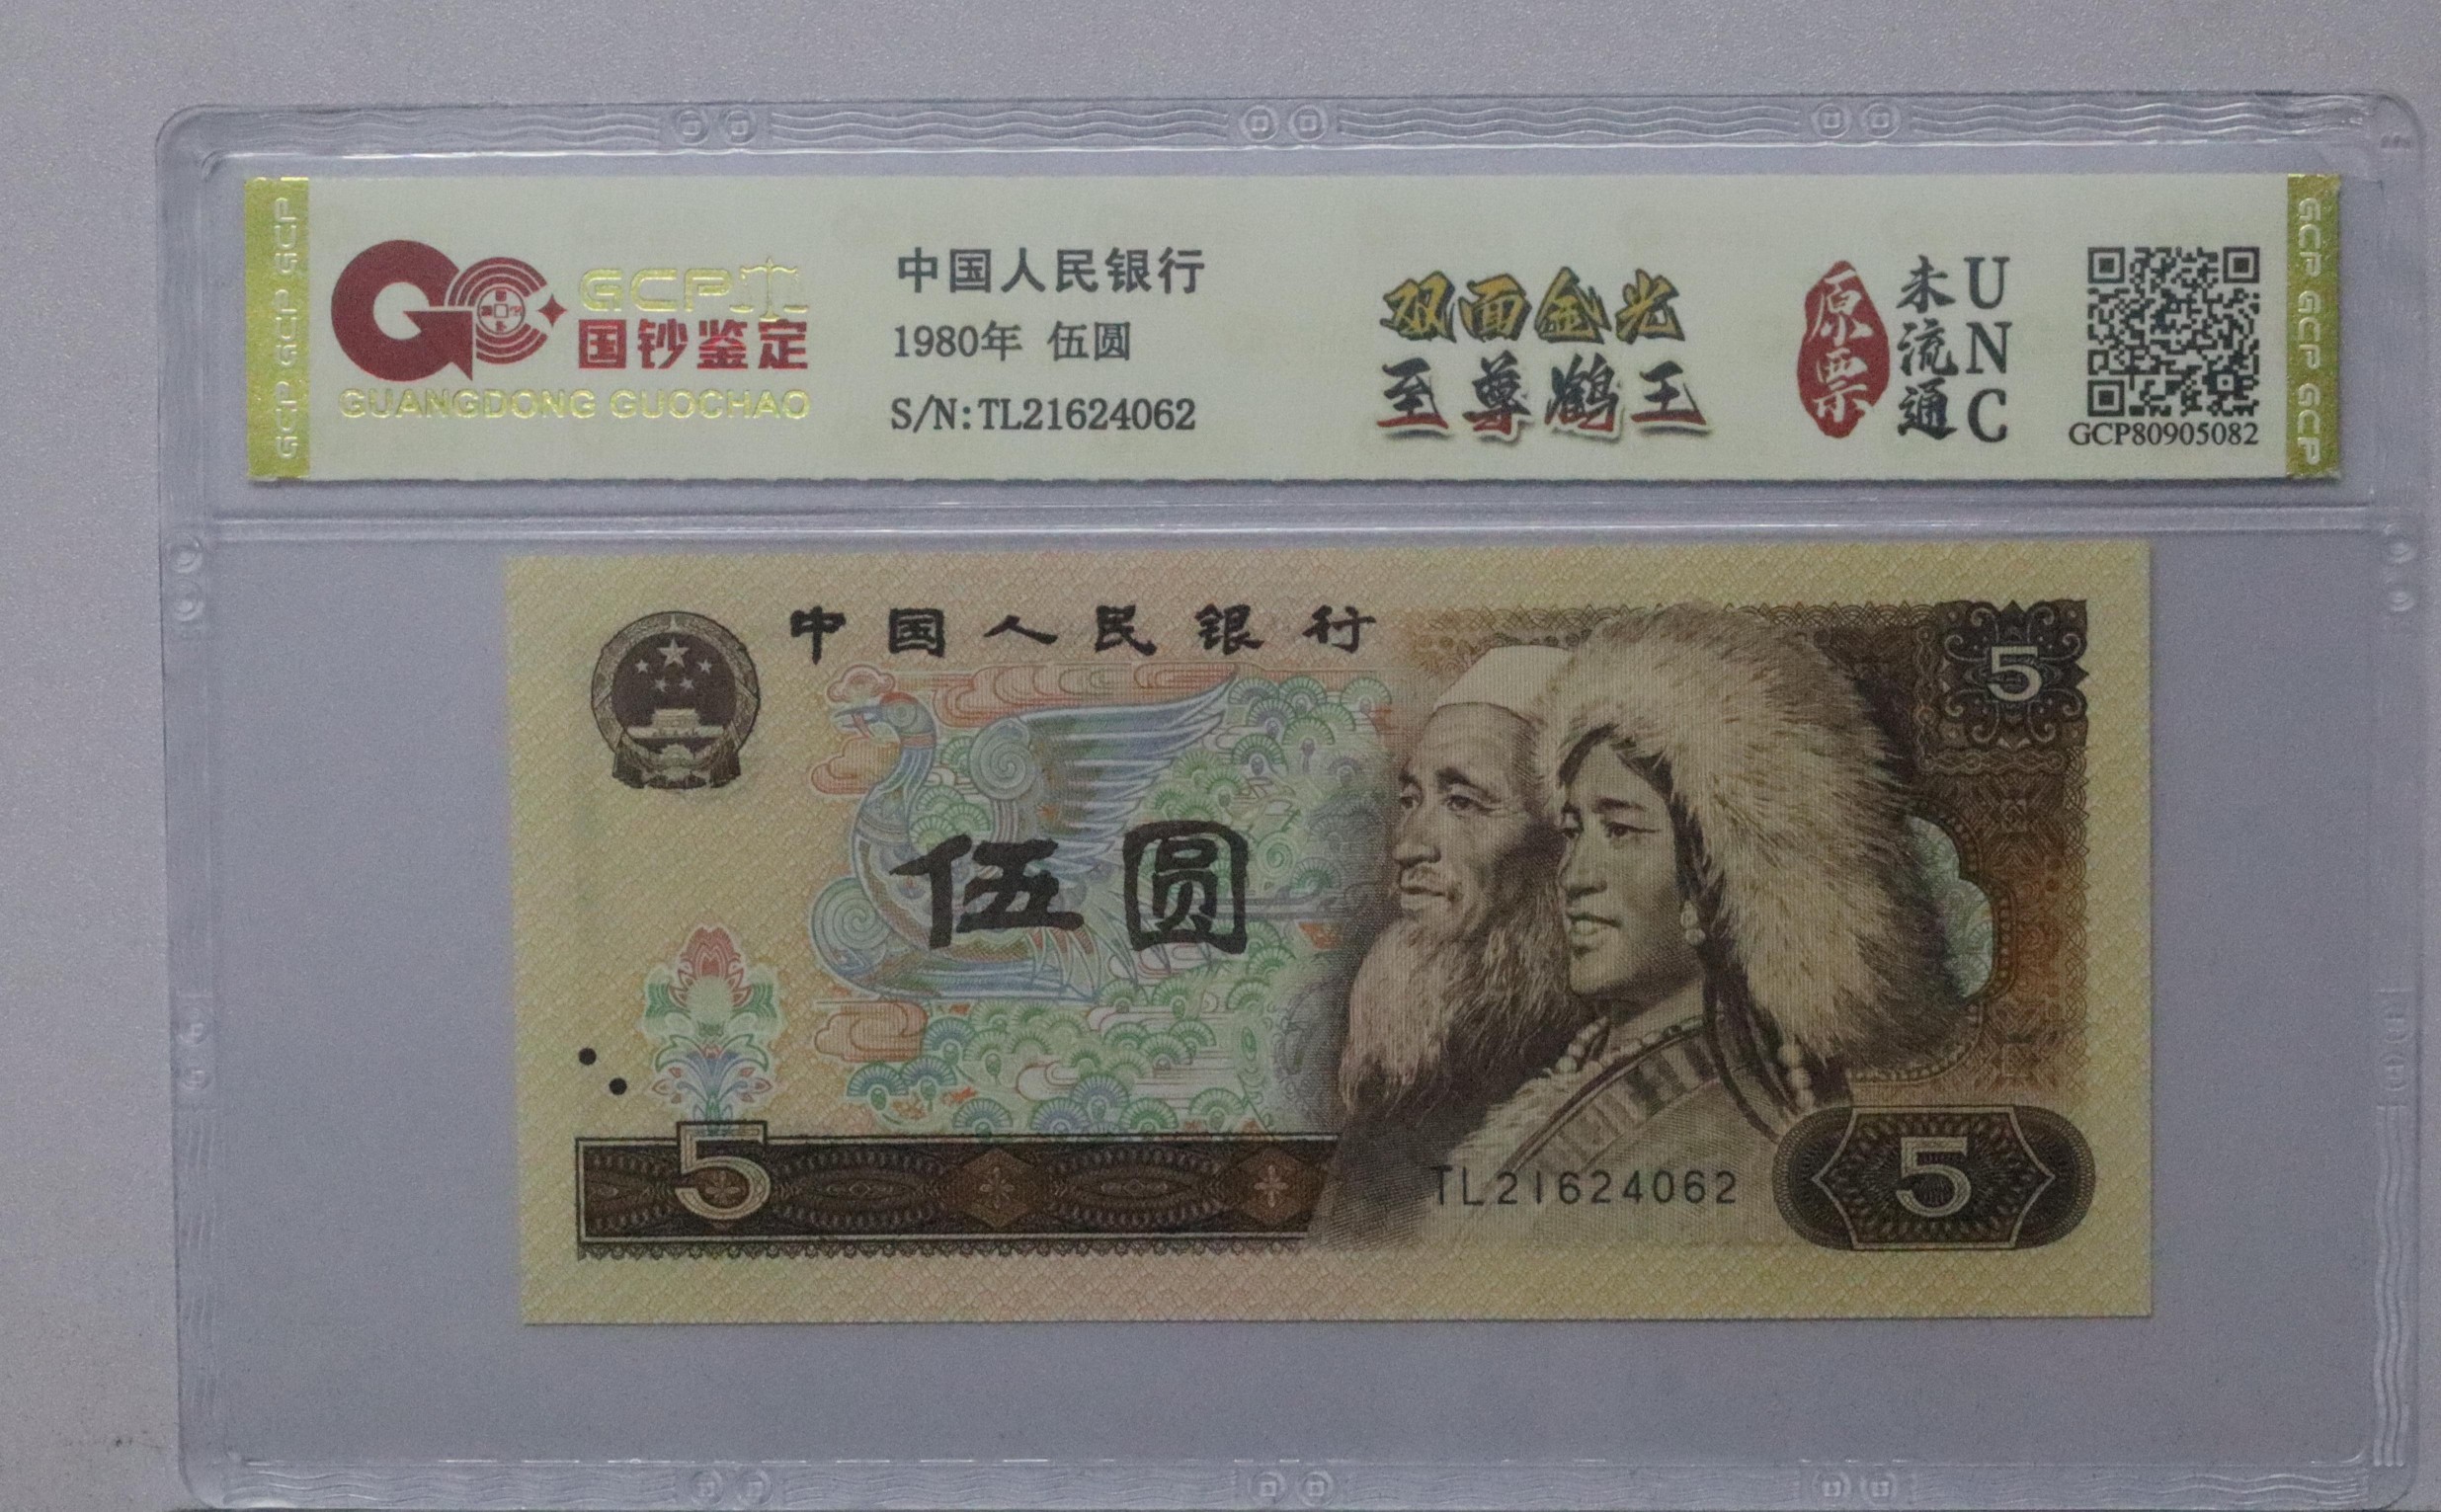 GCP GCP GCP
GCP
国钞鉴定
GUANGDONG GUOCHAO
中国人民银行
1980年 伍圆
S/N:TL21624062
双面金光
至尊鹤王
原票
未流通
UNC
GCP80905082
GCP GCP GCP
中国人民银行
5
伍圆
5
TL21624062
5